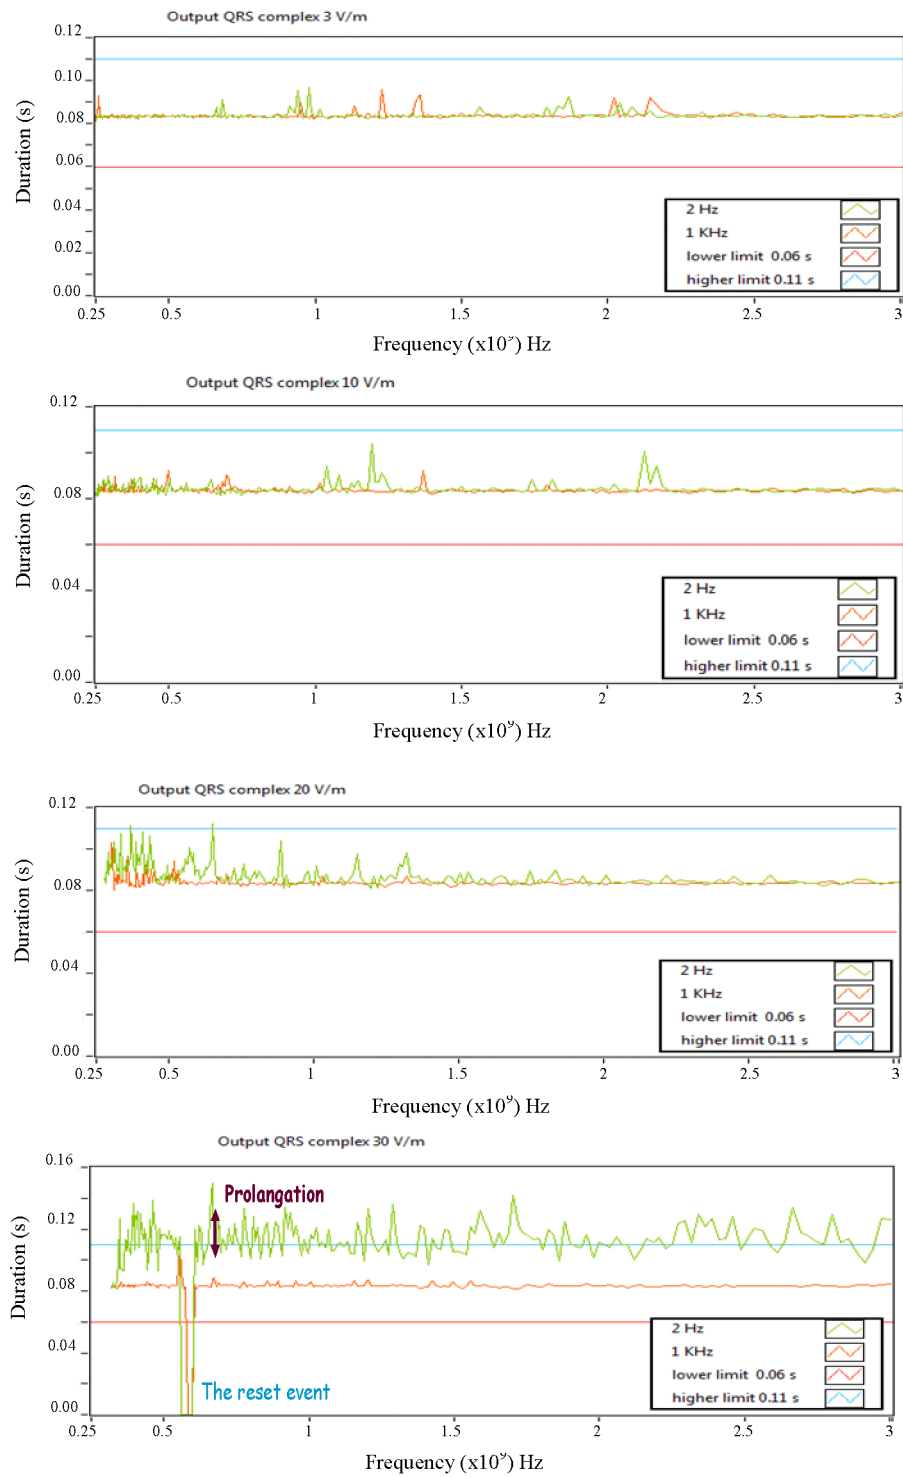 Output QRS complex 3 V/m
0.12
0.10
0.08
0.06
0.04
0.02
0.00
Duration (s)
0.25 0.5 1 1.5 2 2.5 3
Frequency (x10⁹) Hz
2 Hz
1 KHz
lower limit 0.06 s
higher limit 0.11 s
Output QRS complex 10 V/m
0.12
0.08
0.04
0.00
Duration (s)
0.25 0.5 1 1.5 2 2.5 3
Frequency (x10⁹) Hz
2 Hz
1 KHz
lower limit 0.06 s
higher limit 0.11 s
Output QRS complex 20 V/m
0.12
0.08
0.04
0.00
Duration (s)
0.25 0.5 1 1.5 2 2.5 3
Frequency (x10⁹) Hz
2 Hz
1 KHz
lower limit 0.06 s
higher limit 0.11 s
Output QRS complex 30 V/m
0.16
0.12
0.08
0.04
0.00
Duration (s)
Prolangation
The reset event
0.25 0.5 1 1.5 2 2.5 3
Frequency (x10⁹) Hz
2 Hz
1 KHz
lower limit 0.06 s
higher limit 0.11 s